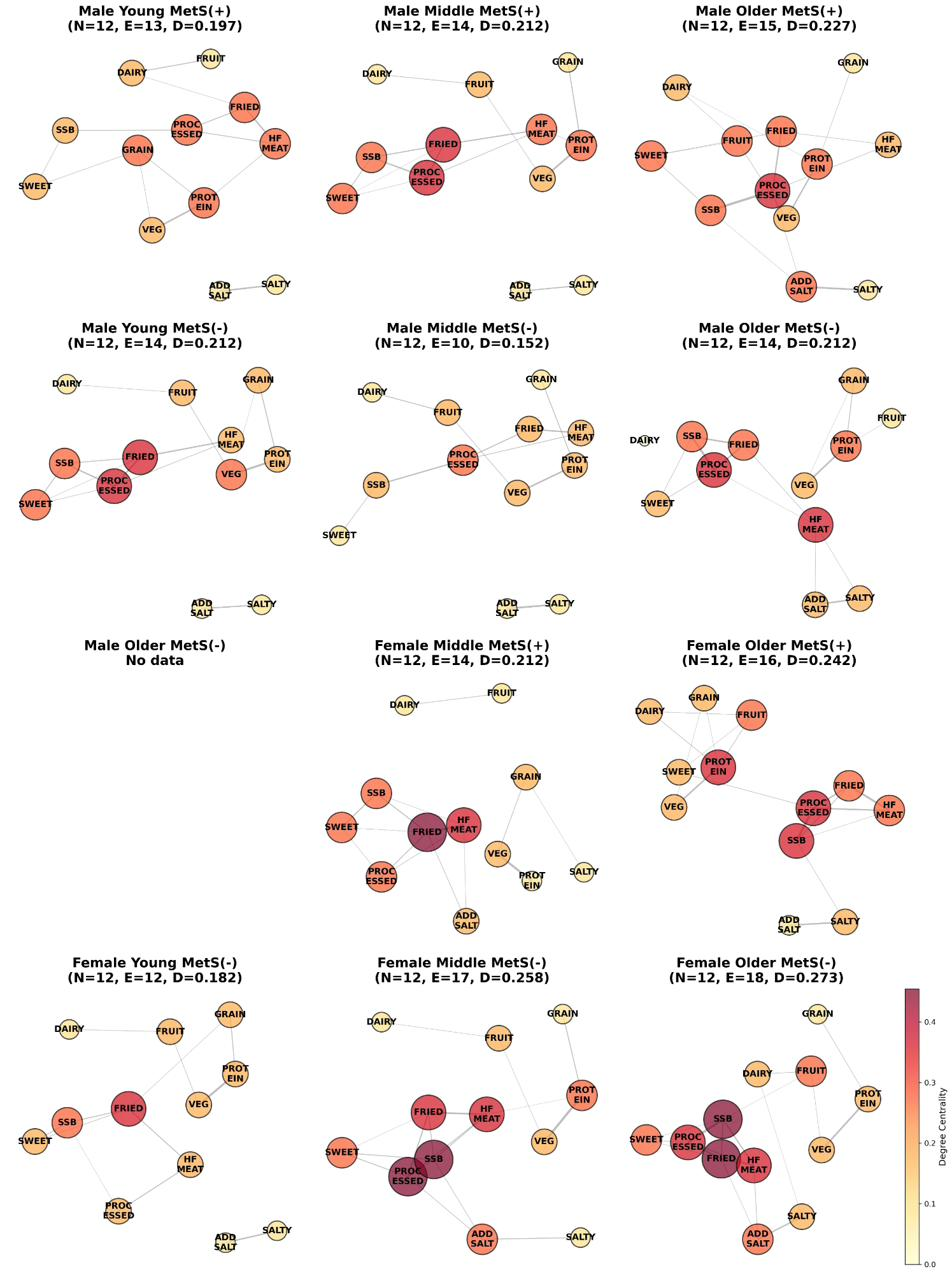 Male Young MetS(+)
(N=12, E=13, D=0.197)
FRUIT
DAIRY
FRIED
SSB
PROC
ESSED
HF
MEAT
GRAIN
SWEET
PROT
EIN
VEG
ADD
SALT
SALTY
Male Middle MetS(+)
(N=12, E=14, D=0.212)
GRAIN
DAIRY
FRUIT
HF
MEAT
FRIED
PROT
EIN
SSB
PROC
ESSED
VEG
SWEET
ADD
SALT
SALTY
Male Older MetS(+)
(N=12, E=15, D=0.227)
GRAIN
DAIRY
FRUIT
FRIED
HF
MEAT
SWEET
PROT
EIN
PROC
ESSED
SSB
VEG
ADD
SALT
SALTY
Male Young MetS(-)
(N=12, E=14, D=0.212)
DAIRY
GRAIN
FRUIT
HF
MEAT
FRIED
PROT
EIN
SSB
VEG
PROC
ESSED
SWEET
ADD
SALT
SALTY
Male Middle MetS(-)
(N=12, E=10, D=0.152)
GRAIN
DAIRY
FRUIT
FRIED
HF
MEAT
PROC
ESSED
PROT
EIN
SSB
VEG
SWEET
ADD
SALT
SALTY
Male Older MetS(-)
(N=12, E=14, D=0.212)
GRAIN
FRUIT
DAIRY
SSB
FRIED
PROT
EIN
PROC
ESSED
VEG
SWEET
HF
MEAT
ADD
SALT
SALTY
Male Older MetS(-)
No data
Female Middle MetS(+)
(N=12, E=14, D=0.212)
FRUIT
DAIRY
GRAIN
SSB
SWEET
FRIED
HF
MEAT
VEG
PROC
ESSED
PROT
EIN
SALTY
ADD
SALT
Female Older MetS(+)
(N=12, E=16, D=0.242)
GRAIN
DAIRY
FRUIT
SWEET
PROT
EIN
VEG
FRIED
PROC
ESSED
HF
MEAT
SSB
ADD
SALT
SALTY
Female Young MetS(-)
(N=12, E=12, D=0.182)
GRAIN
DAIRY
FRUIT
PROT
EIN
FRIED
VEG
SSB
SWEET
HF
MEAT
PROC
ESSED
ADD
SALT
SALTY
Female Middle MetS(-)
(N=12, E=17, D=0.258)
GRAIN
DAIRY
FRUIT
PROT
EIN
FRIED
HF
MEAT
VEG
SWEET
SSB
PROC
ESSED
ADD
SALT
SALTY
Female Older MetS(-)
(N=12, E=18, D=0.273)
GRAIN
DAIRY
FRUIT
PROT
EIN
SSB
SWEET
PROC
ESSED
VEG
FRIED
HF
MEAT
SALTY
ADD
SALT
0.4
0.3
0.2
0.1
0.0
Degree Centrality